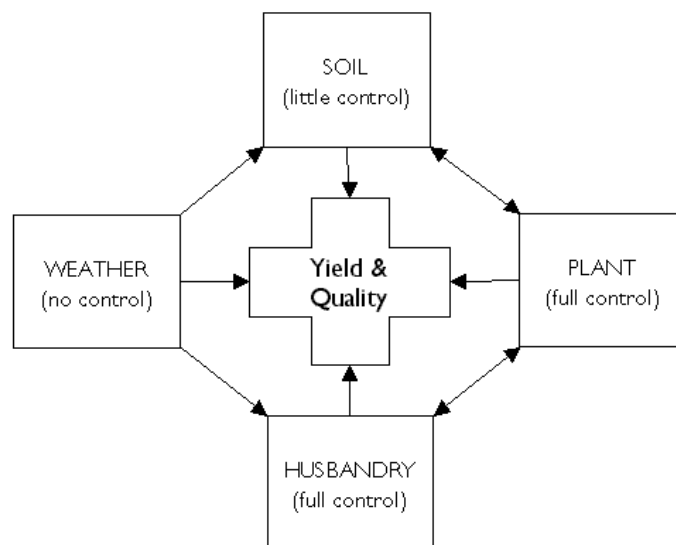 SOIL
(little control)
WEATHER
(no control)
Yield &
Quality
PLANT
(full control)
HUSBANDRY
(full control)